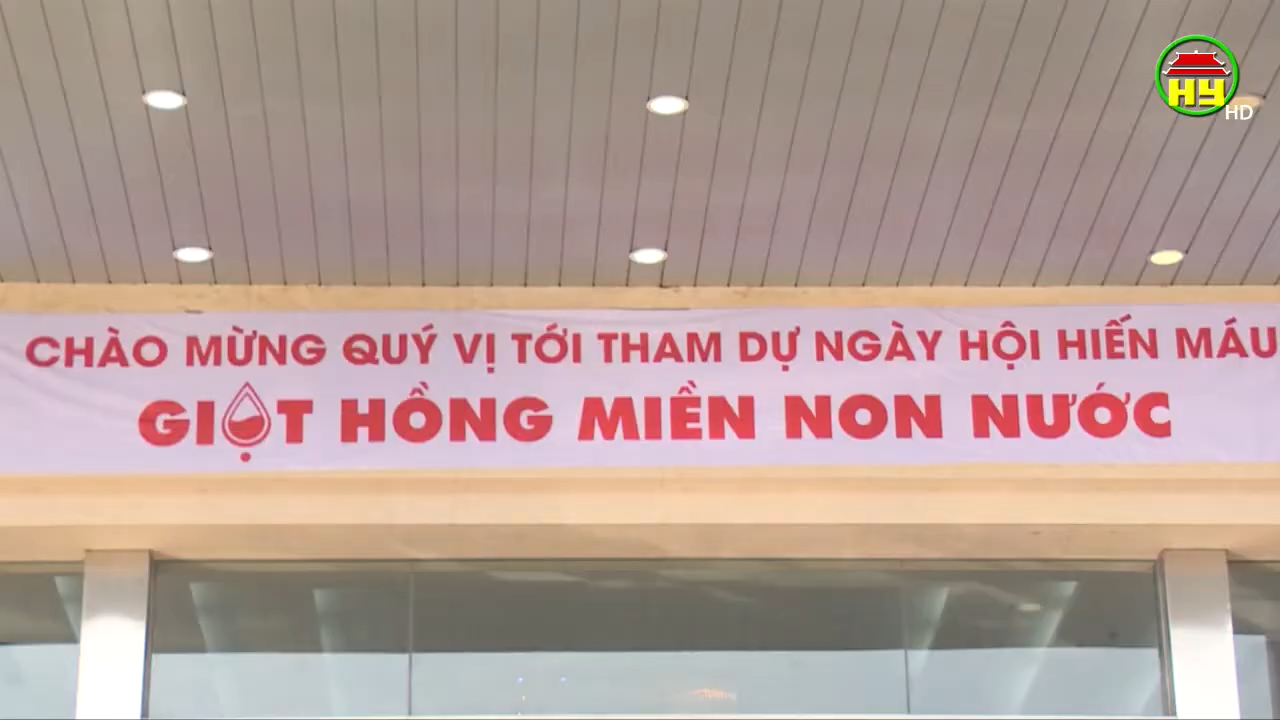 HY
HD
CHÀO MỪNG QUÝ VỊ TỚI THAM DỰ NGÀY HỘI HIẾN MÁU
GIỌT HỒNG MIỀN NON NƯỚC